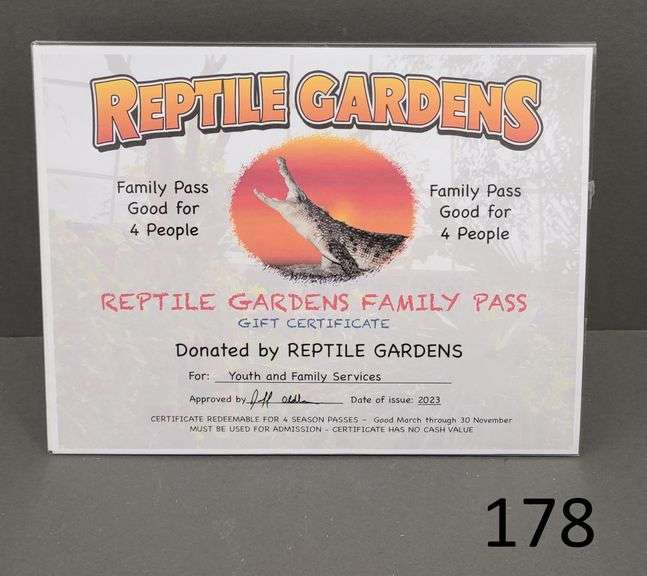 REPTILE GARDENS
Family Pass
Good for
4 People
Family Pass
Good for
4 People
REPTILE GARDENS FAMILY PASS
GIFT CERTIFICATE
Donated by REPTILE GARDENS
For: Youth and Family Services
Approved by Date of issue: 2023
CERTIFICATE REDEEMABLE FOR 4 SEASON PASSES - Good March through 30 November
MUST BE USED FOR ADMISSION - CERTIFICATE HAS NO CASH VALUE
178